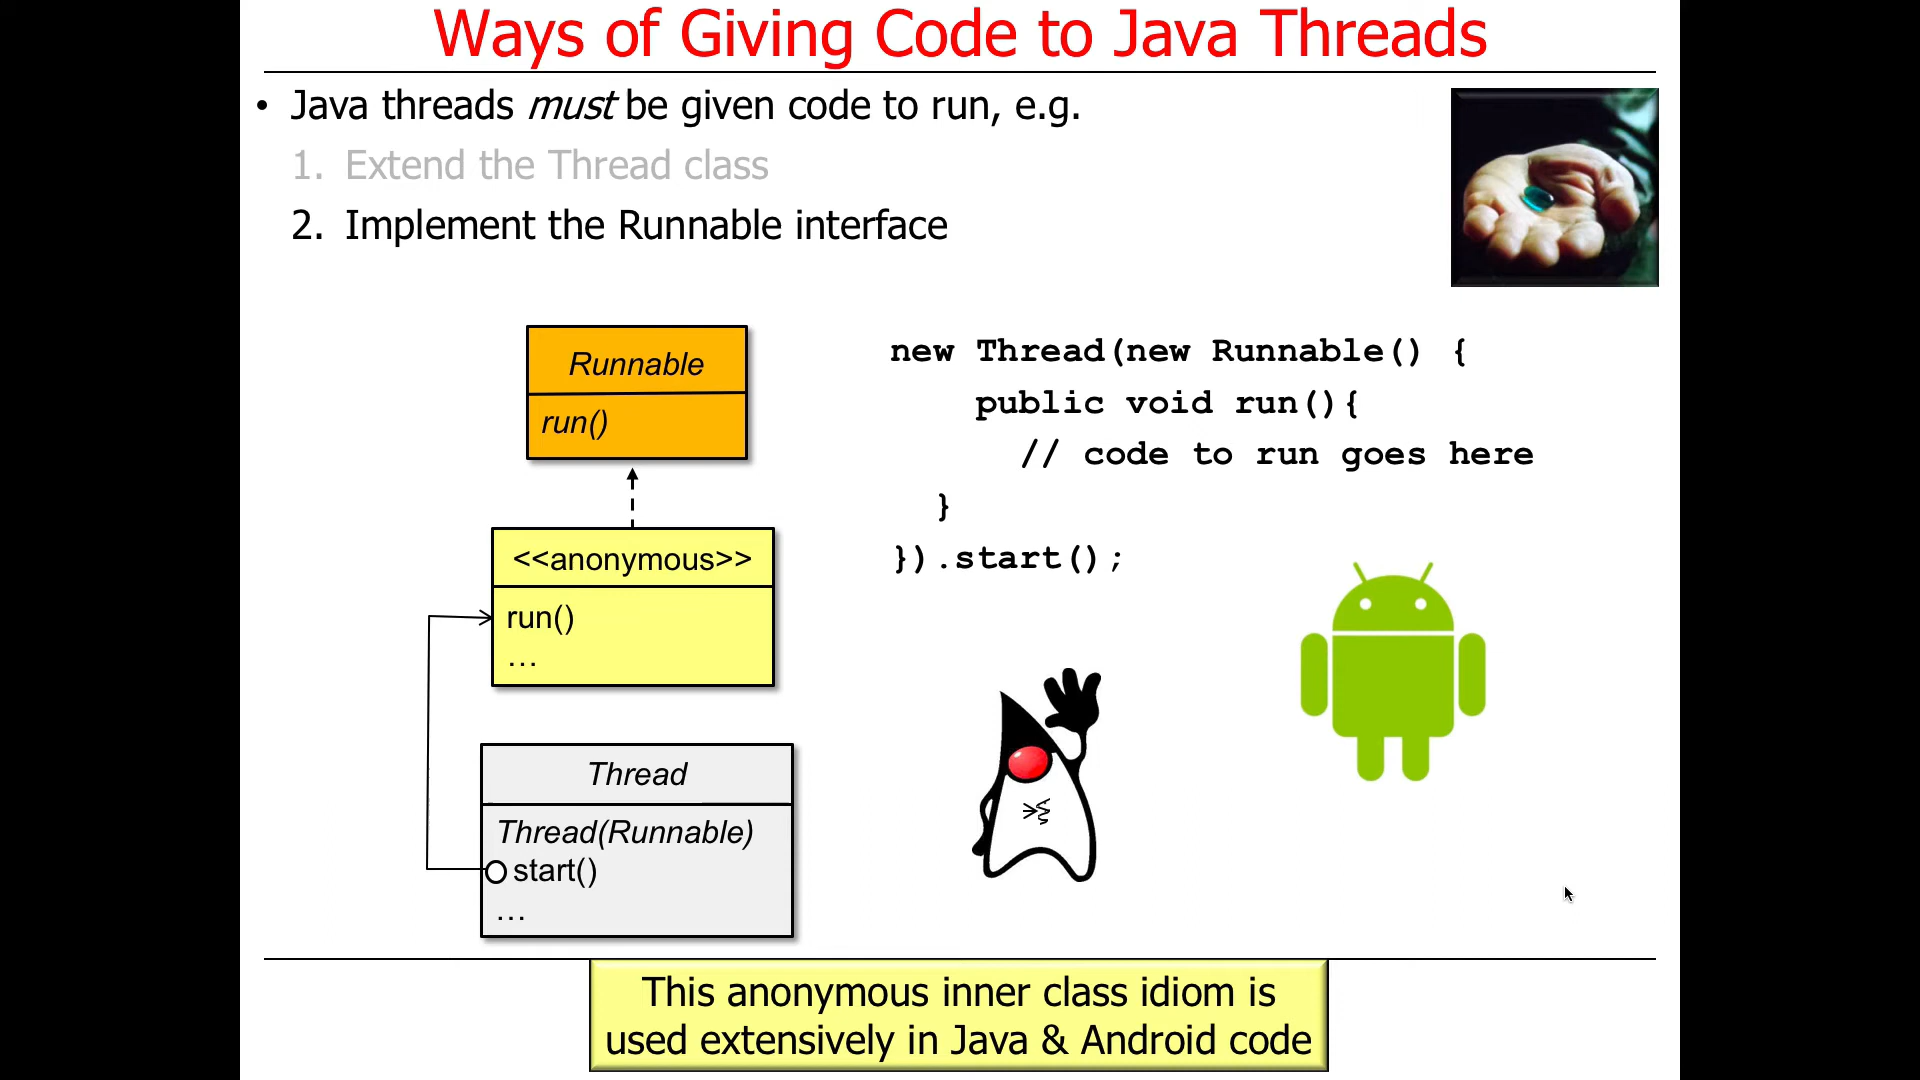 Ways of Giving Code to Java Threads
• Java threads must be given code to run, e.g.
1. Extend the Thread class
2. Implement the Runnable interface
Runnable
run()
<<anonymous>>
run()
…
Thread
Thread(Runnable)
start()
…
new Thread(new Runnable() {
public void run(){
// code to run goes here
}
}).start();
This anonymous inner class idiom is
used extensively in Java & Android code